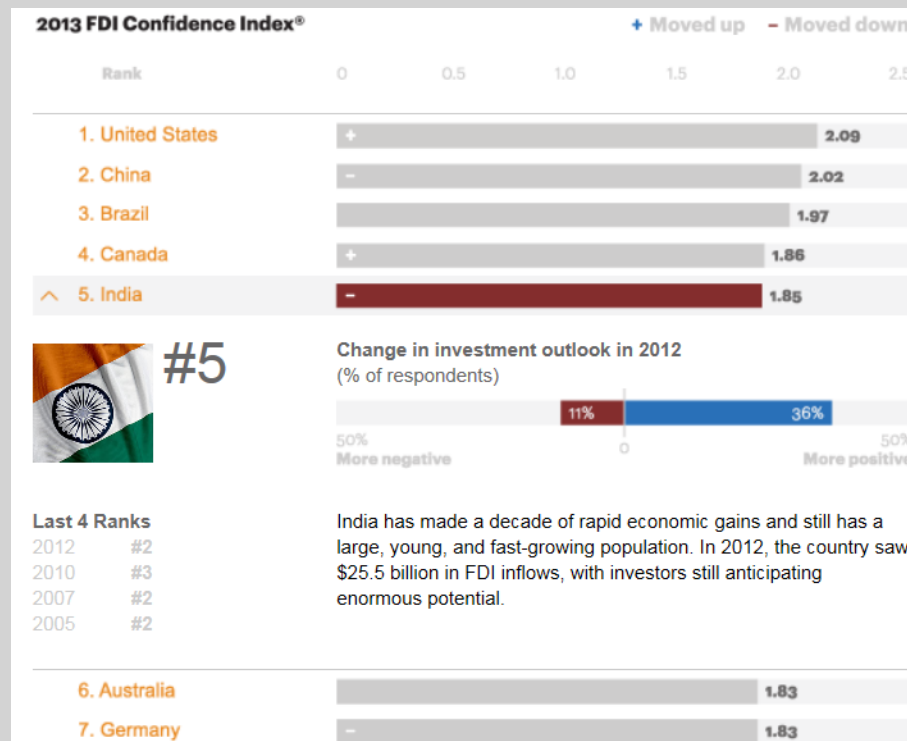 2013 FDI Confidence Index®
+ Moved up - Moved down
Rank 0 0.5 1.0 1.5 2.0 2.5
1. United States + 2.09
2. China - 2.02
3. Brazil 1.97
4. Canada + 1.86
5. India - 1.85
#5
Change in investment outlook in 2012
(% of respondents)
11% 36%
50% 0 50%
More negative More positive
Last 4 Ranks
2012 #2
2010 #3
2007 #2
2005 #2
India has made a decade of rapid economic gains and still has a
large, young, and fast-growing population. In 2012, the country saw
$25.5 billion in FDI inflows, with investors still anticipating
enormous potential.
6. Australia 1.83
7. Germany - 1.83